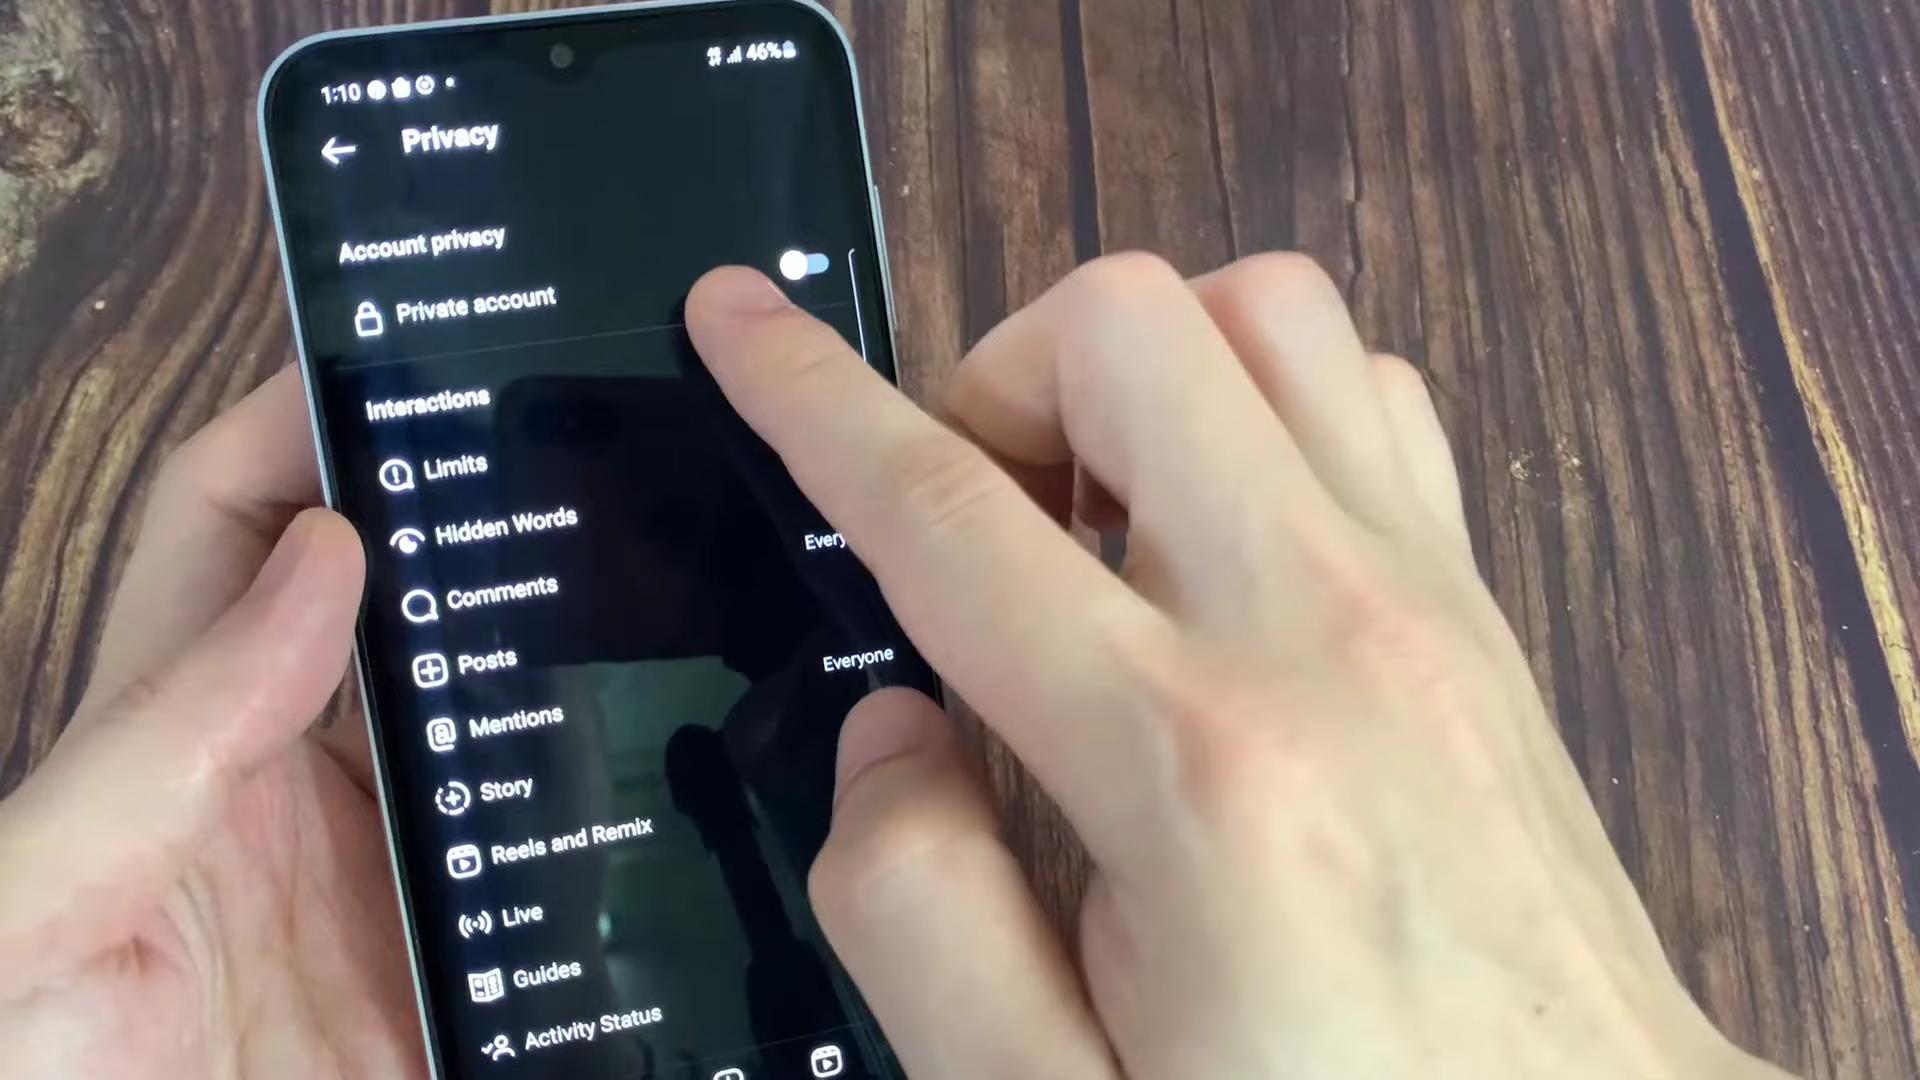 1:10 46%
Privacy
Account privacy
Private account
Interactions
Limits
Hidden Words
Every
Comments
Posts
Everyone
Mentions
Story
Reels and Remix
Live
Guides
Activity Status